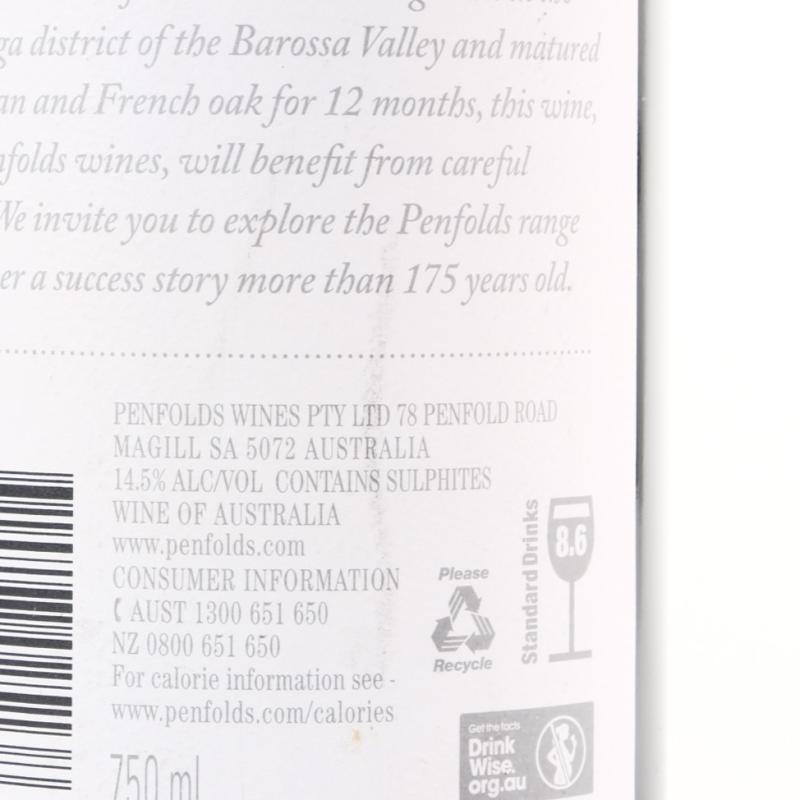 district of the Barossa Valley and matured
and French oak for 12 months, this wine,
wines, will benefit from careful
We invite you to explore the Penfolds range
a success story more than 175 years old.
PENFOLDS WINES PTY LTD 78 PENFOLD ROAD
MAGILL SA 5072 AUSTRALIA
14.5% ALC/VOL CONTAINS SULPHITES
WINE OF AUSTRALIA
www.penfolds.com
CONSUMER INFORMATION
AUST 1300 651 650
NZ 0800 651 650
For calorie information see -
www.penfolds.com/calories
750 ml
Please
Recycle
Standard Drinks
8.6
Get the facts
Drink
Wise.
org.au